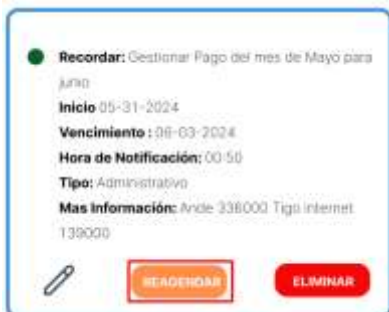 Recordar: Gestionar Pago del mes de Mayo para
junio
Inicio 05-31-2024
Vencimiento : 06-03-2024
Hora de Notificación: 00:50
Tipo: Administrativo
Mas Información: Ande 336000 Tigo internet
139000
REAGENDAR
ELIMINAR